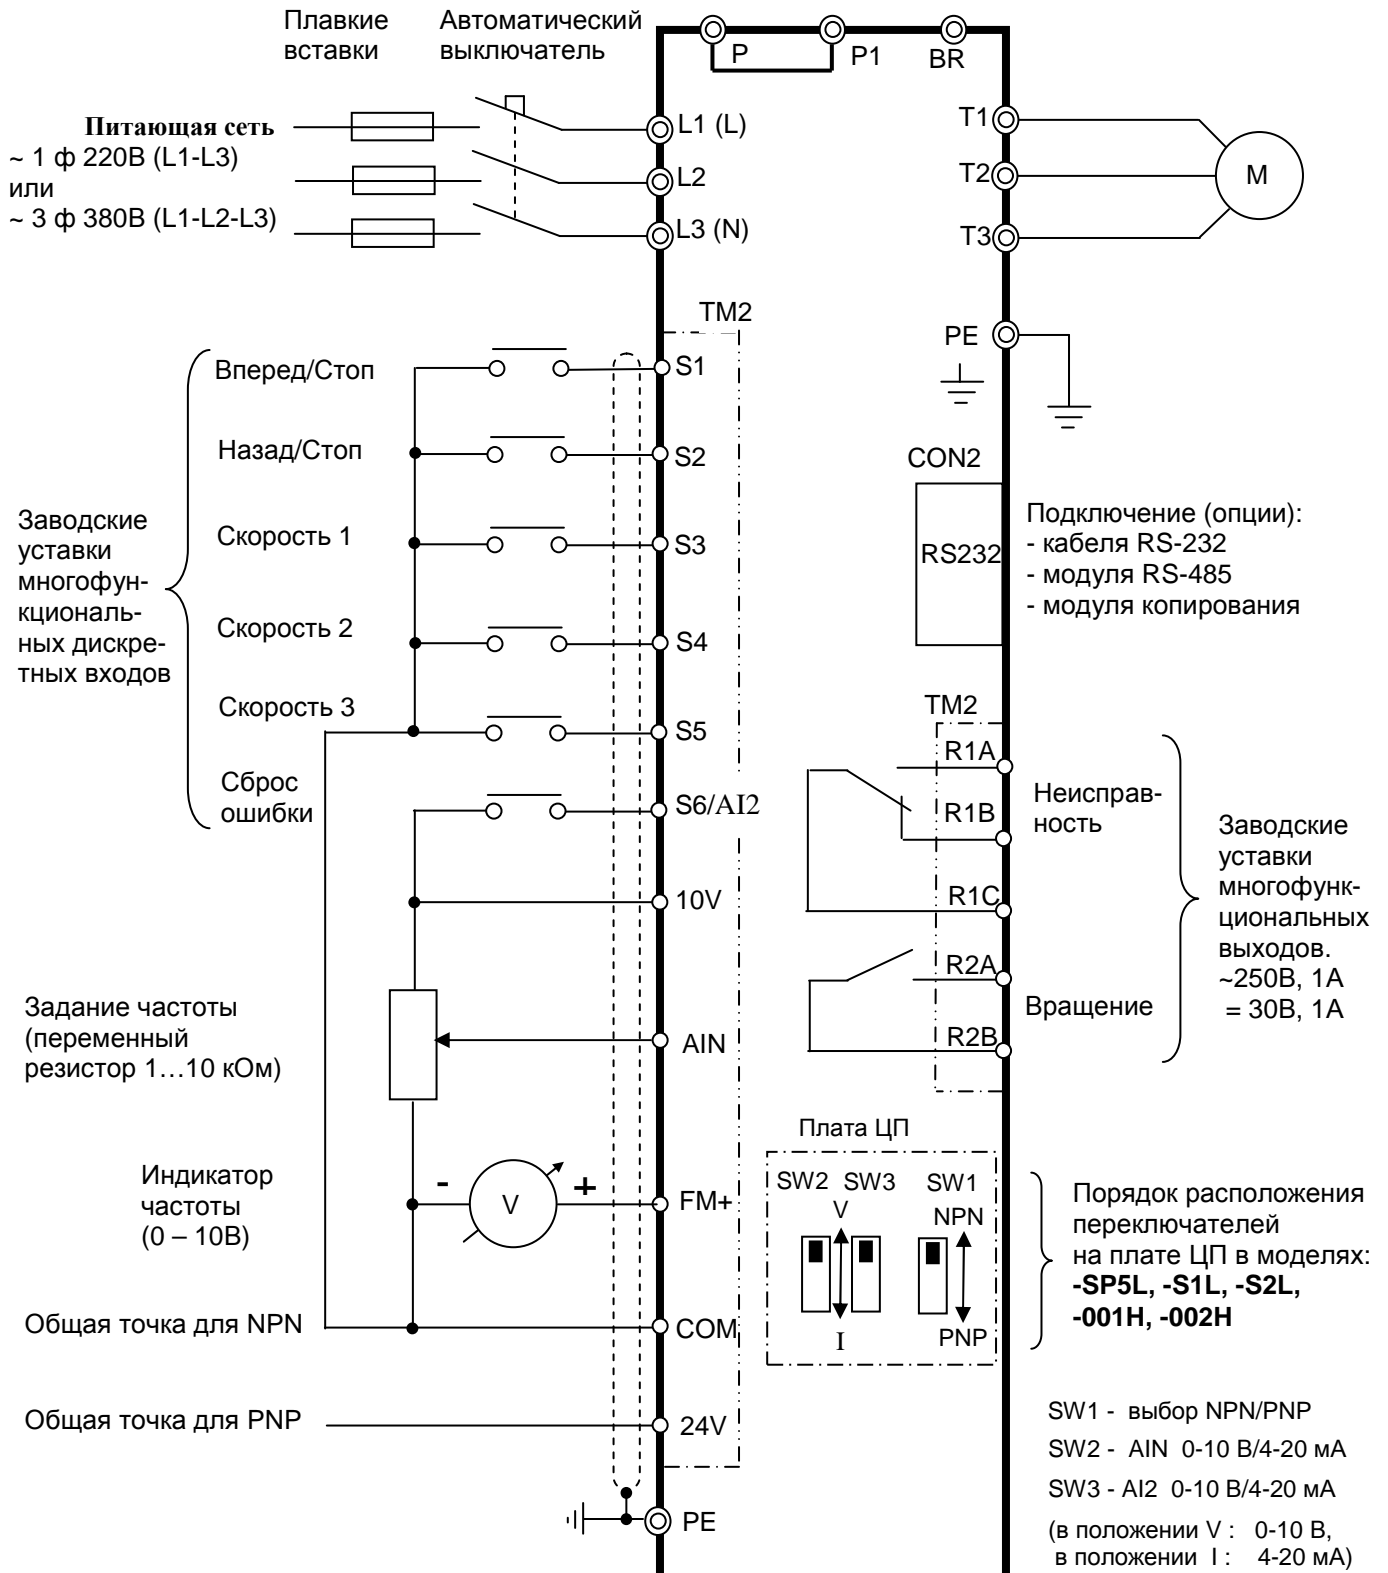 Плавкие
вставки
Автоматический
выключатель
P
P1
BR
Питающая сеть
~ 1 ф 220В (L1-L3)
или
~ 3 ф 380В (L1-L2-L3)
L1 (L)
L2
L3 (N)
T1
T2
T3
M
TM2
PE
Заводские
уставки
многофун-
кциональ-
ных дискре-
тных входов
Вперед/Стоп
Назад/Стоп
Скорость 1
Скорость 2
Скорость 3
Сброс
ошибки
S1
S2
S3
S4
S5
S6/AI2
10V
AIN
FM+
COM
24V
PE
CON2
RS232
Подключение (опции):
- кабеля RS-232
- модуля RS-485
- модуля копирования
TM2
R1A
R1B
R1C
R2A
R2B
Неисправ-
ность
Вращение
Заводские
уставки
многофунк-
циональных
выходов.
~250В, 1А
= 30В, 1А
Задание частоты
(переменный
резистор 1…10 кОм)
Индикатор
частоты
(0 – 10В)
-
V
+
Общая точка для NPN
Общая точка для PNP
Плата ЦП
SW2 SW3 SW1
V
NPN
I
PNP
Порядок расположения
переключателей
на плате ЦП в моделях:
-SP5L, -S1L, -S2L,
-001H, -002H
SW1 - выбор NPN/PNP
SW2 - AIN 0-10 В/4-20 мА
SW3 - AI2 0-10 В/4-20 мА
(в положении V : 0-10 В,
в положении I : 4-20 мА)